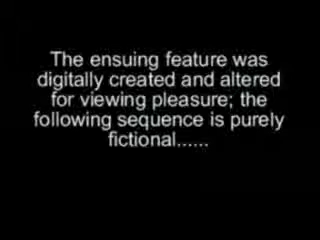 The ensuing feature was
digitally created and altered
for viewing pleasure; the
following sequence is purely
fictional......